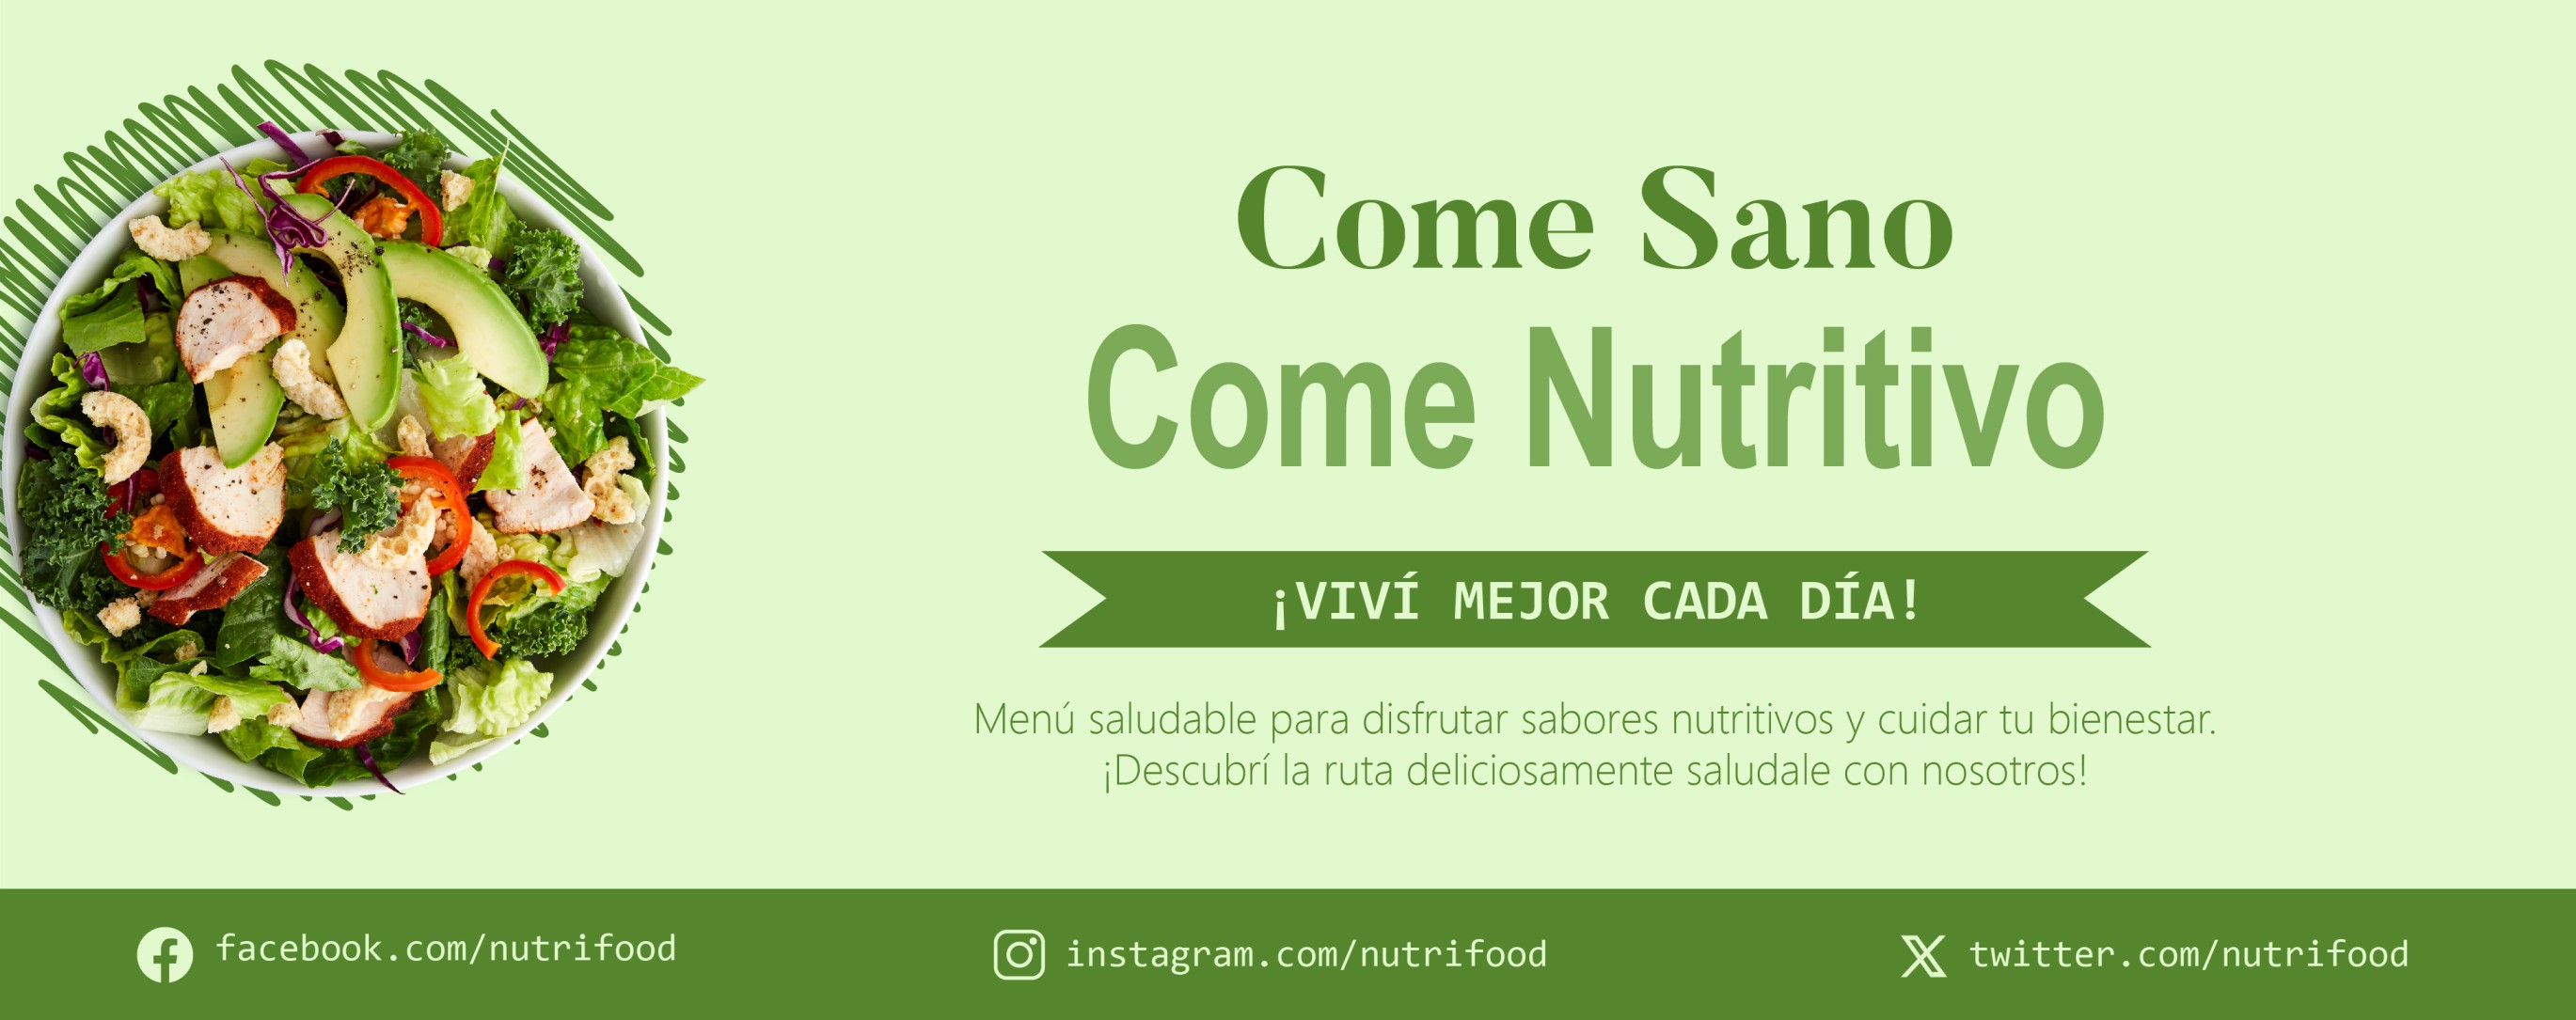 Come Sano
Come Nutritivo
¡VIVÍ MEJOR CADA DÍA!
Menú saludable para disfrutar sabores nutritivos y cuidar tu bienestar.
¡Descubrí la ruta deliciosamente saludale con nosotros!
facebook.com/nutrifood
instagram.com/nutrifood
twitter.com/nutrifood